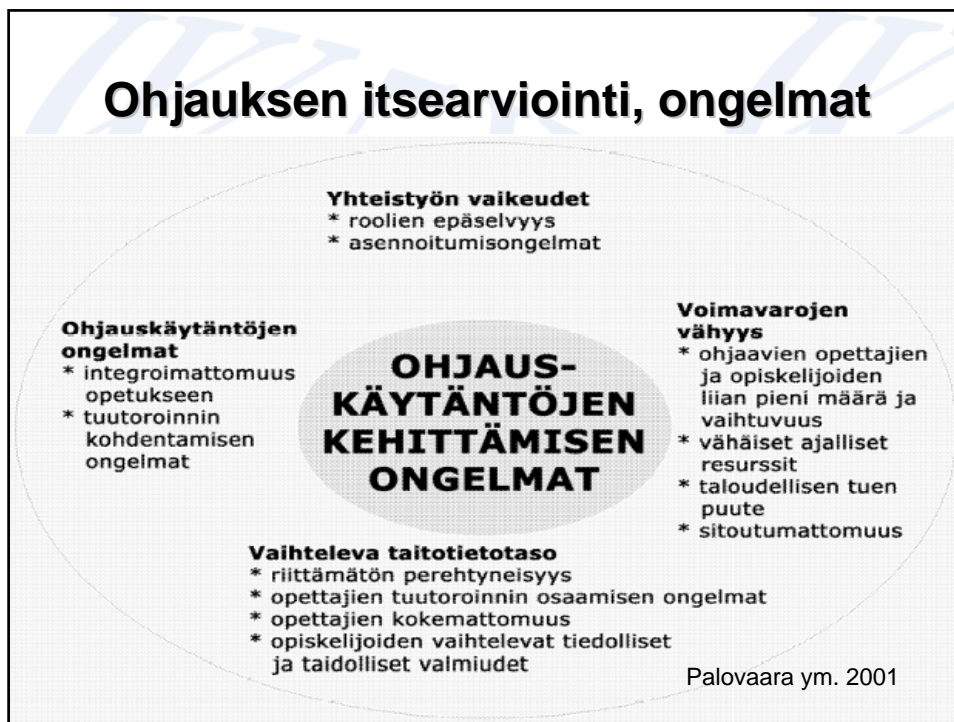 Ohjauksen itsearviointi, ongelmat
Yhteistyön vaikeudet
* roolien epäselvyys
* asennoitumisongelmat
Ohjauskäytäntöjen
ongelmat
* integroimattomuus
opetukseen
* tuutoroinnin
kohdentamisen
ongelmat
OHJAUS-
KÄYTÄNTÖJEN
KEHITTÄMISEN
ONGELMAT
Voimavarojen
vähyys
* ohjaavien opettajien
ja opiskelijoiden
liian pieni määrä ja
vaihtuvuus
* vähäiset ajalliset
resurssit
* taloudellisen tuen
puute
* sitoutumattomuus
Vaihteleva taitotietotaso
* riittämätön perehtyneisyys
* opettajien tuutoroinnin osaamisen ongelmat
* opettajien kokemattomuus
* opiskelijoiden vaihtelevat tiedolliset
ja taidolliset valmiudet
Palovaara ym. 2001